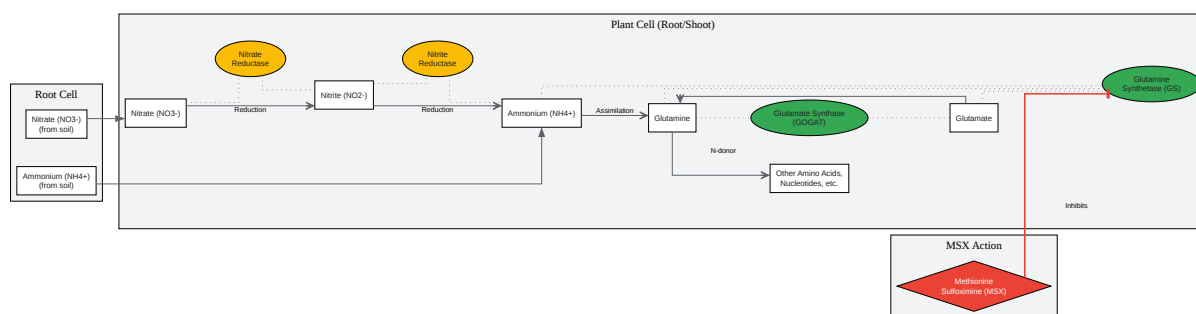 Plant Cell (Root/Shoot)
Nitrate
Reductase
Nitrite
Reductase
Glutamine
Synthetase (GS)
Root Cell
Nitrate (NO3-)
(from soil)
Nitrate (NO3-)
Reduction
Nitrite (NO2-)
Reduction
Ammonium (NH4+)
Assimilation
Glutamine
Glutamate Synthase
(GOGAT)
Glutamate
N-donor
Ammonium (NH4+)
(from soil)
Other Amino Acids,
Nucleotides, etc.
Inhibits
MSX Action
Methionine
Sulfoximine (MSX)